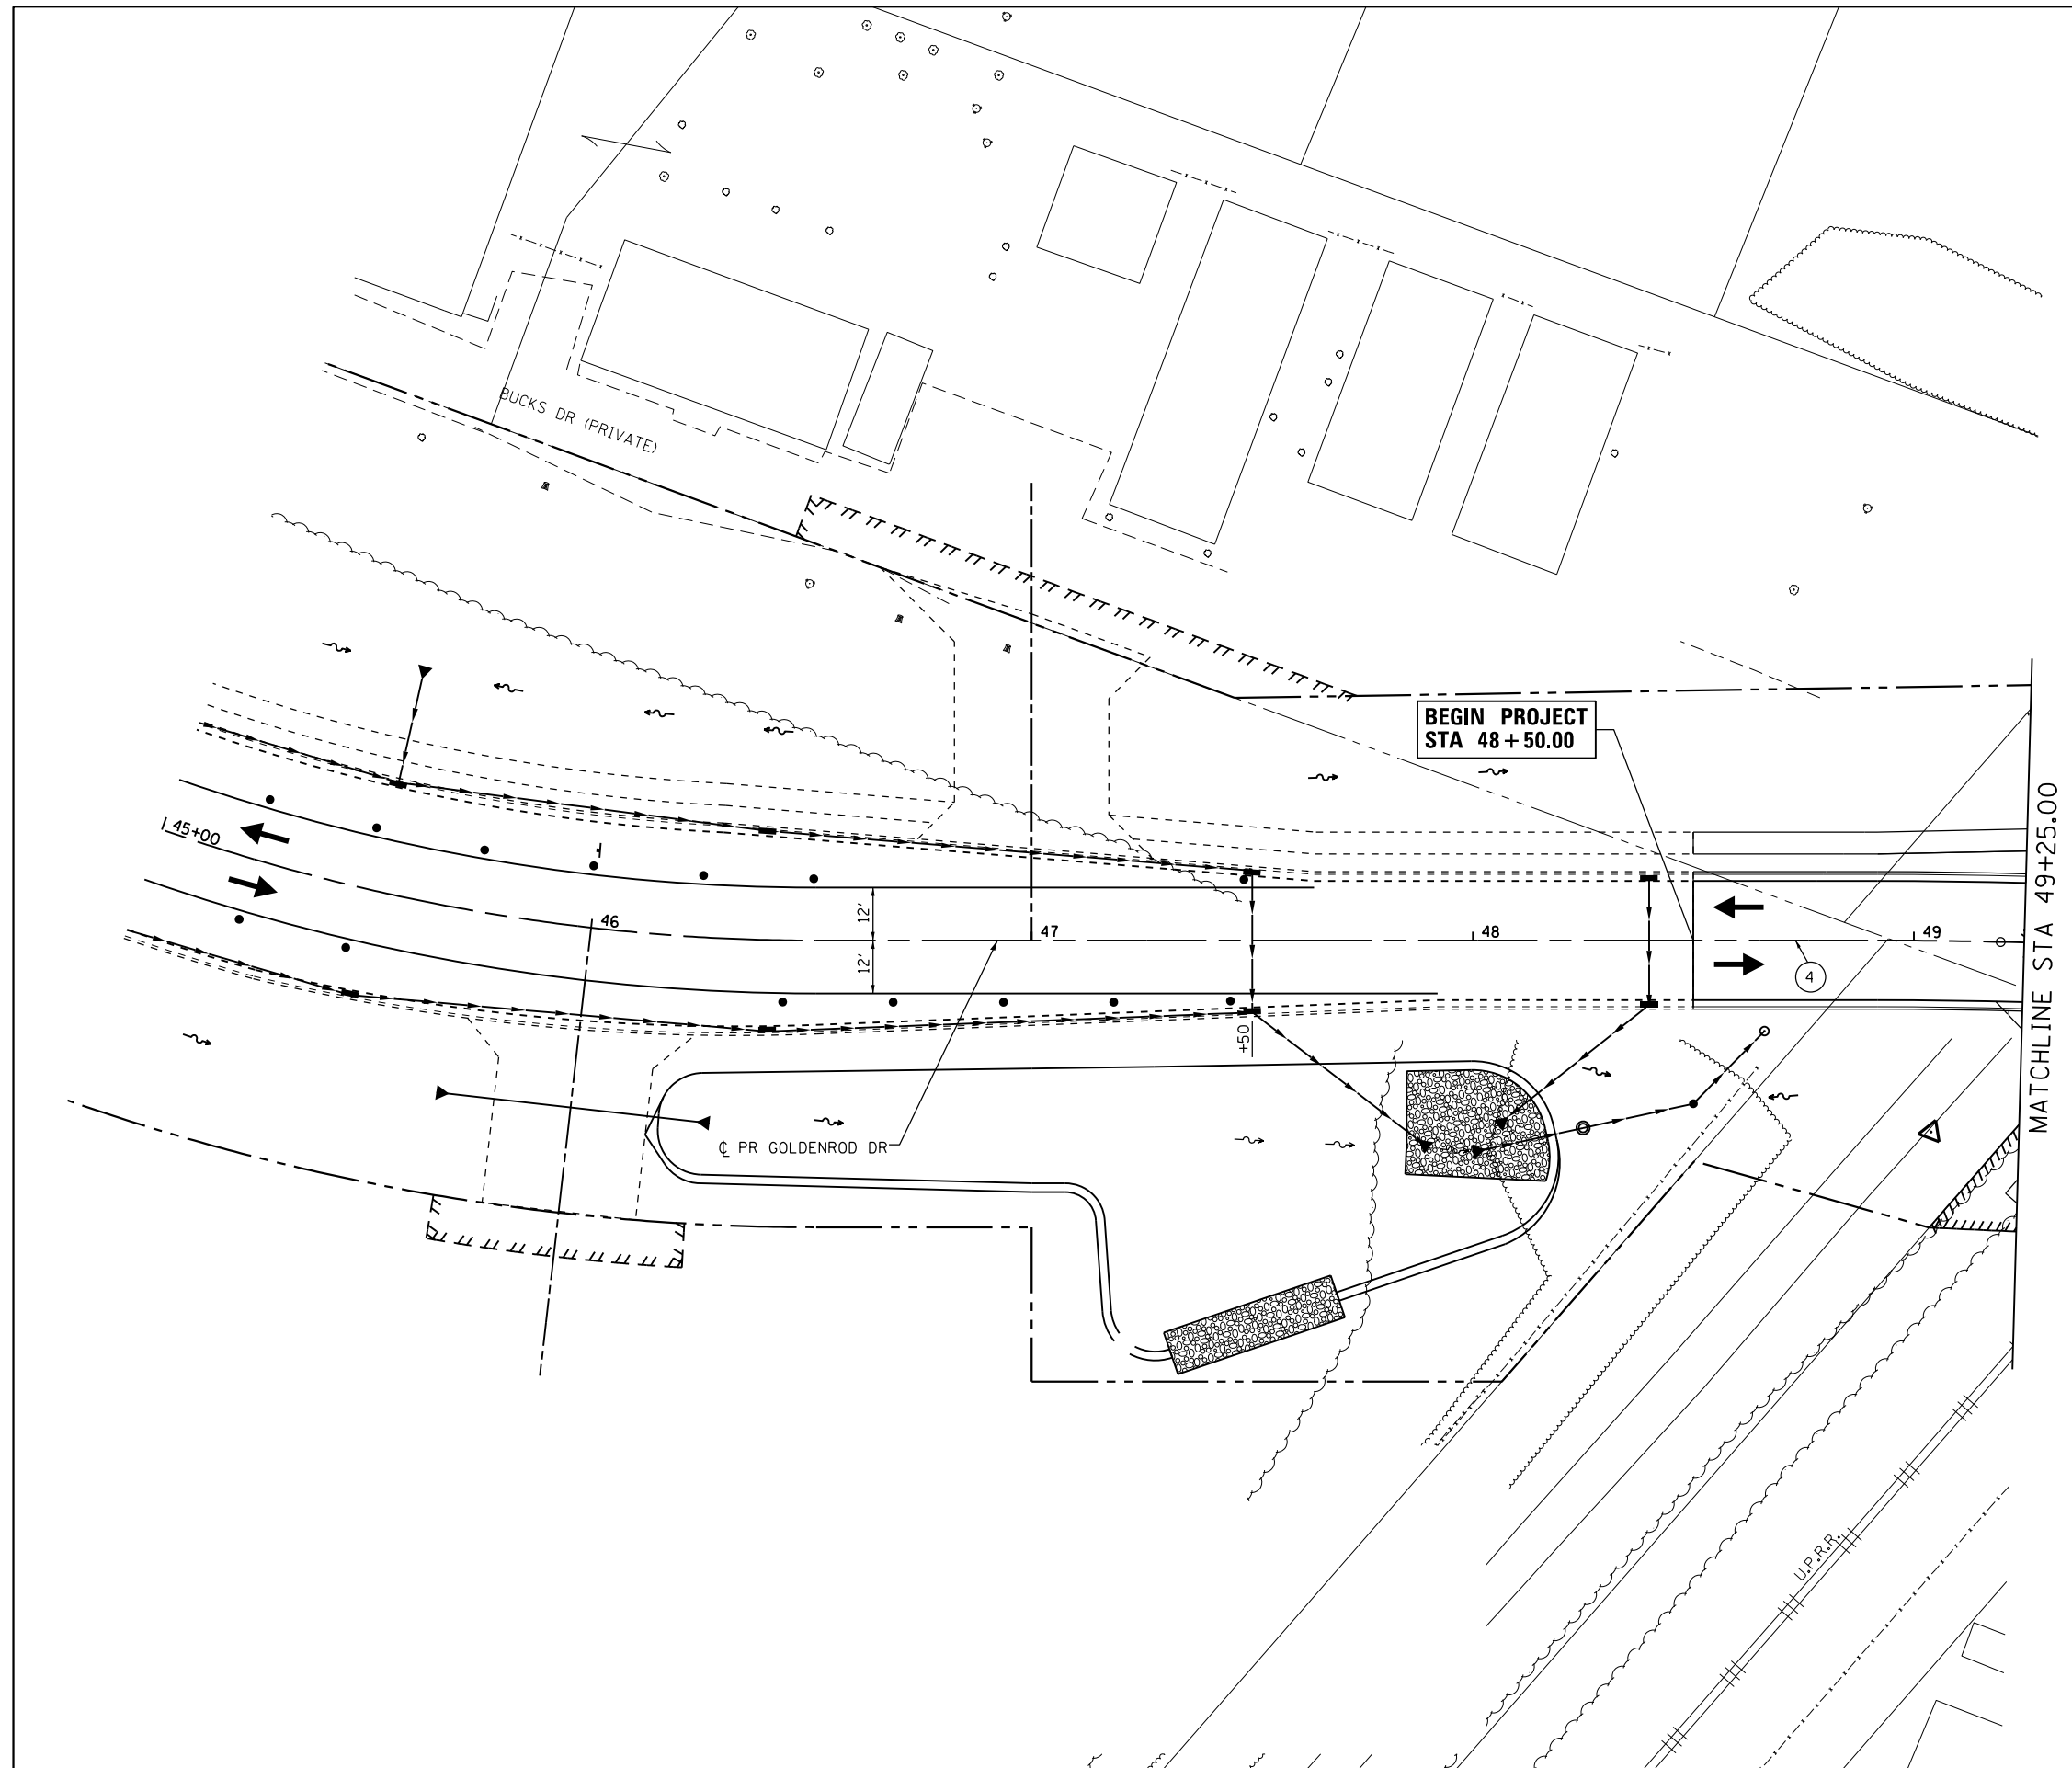 BUCKS DR (PRIVATE)
BEGIN PROJECT
STA 48+50.00
MATCHLINE STA 49+25.00
45+00
46
12'
12'
47
48
49
4
+50
℄ PR GOLDENROD DR
U.P.R.R.